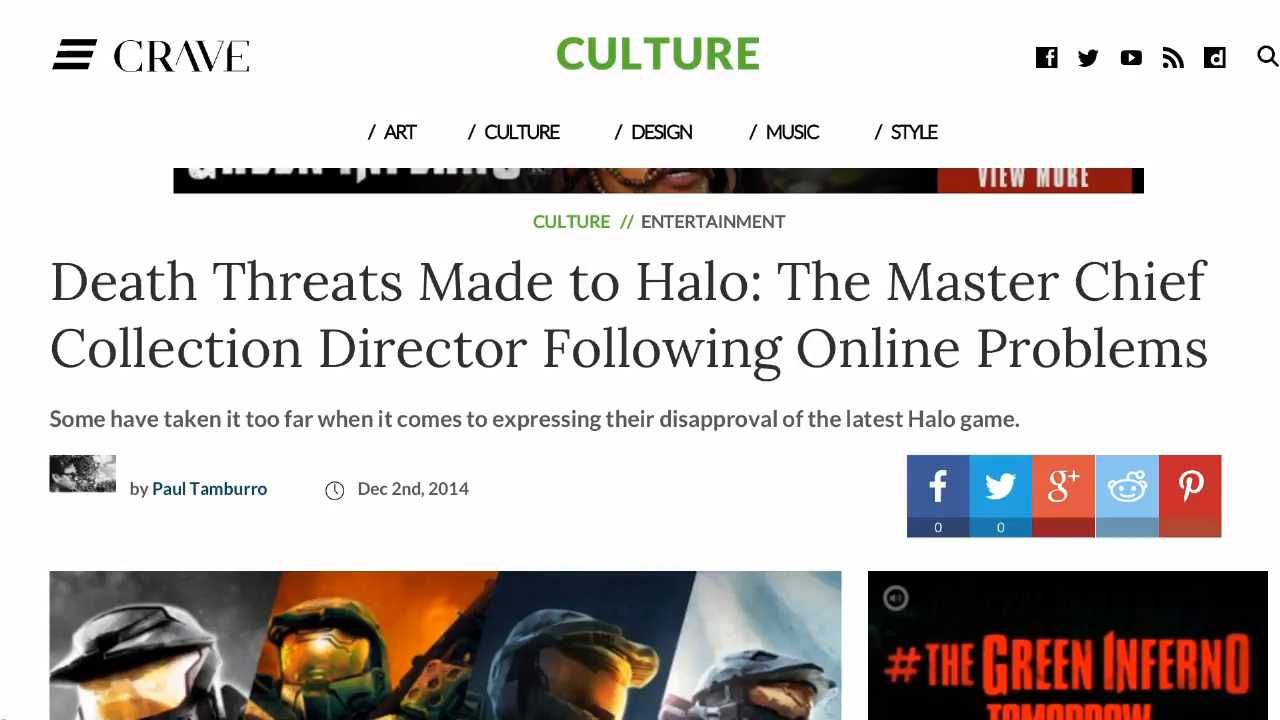 CRAVE
CULTURE
/ ART / CULTURE / DESIGN / MUSIC / STYLE
VIEW MORE
CULTURE // ENTERTAINMENT
Death Threats Made to Halo: The Master Chief
Collection Director Following Online Problems
Some have taken it too far when it comes to expressing their disapproval of the latest Halo game.
by Paul Tamburro Dec 2nd, 2014
0 0
#THE GREEN INFERNO
TOMORROW